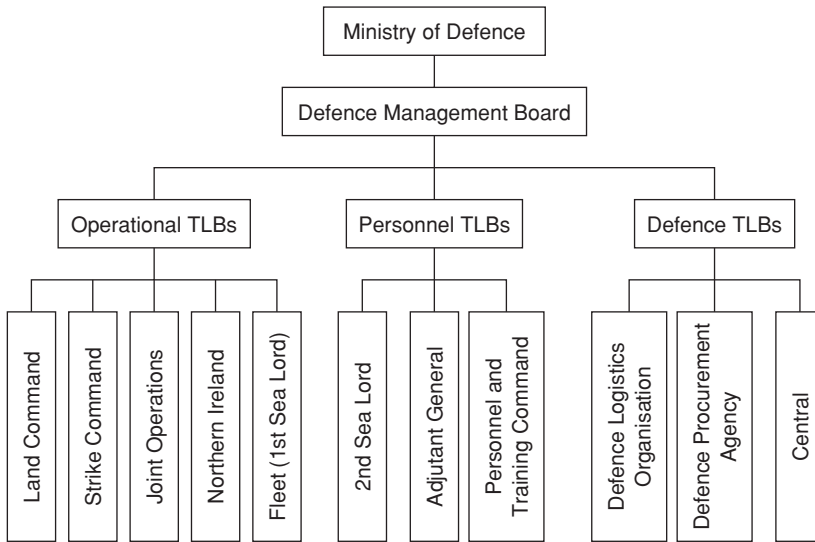 Ministry of Defence
Defence Management Board
Operational TLBs
Personnel TLBs
Defence TLBs
Land Command
Strike Command
Joint Operations
Northern Ireland
Fleet (1st Sea Lord)
2nd Sea Lord
Adjutant General
Personnel and
Training Command
Defence Logistics
Organisation
Defence Procurement
Agency
Central